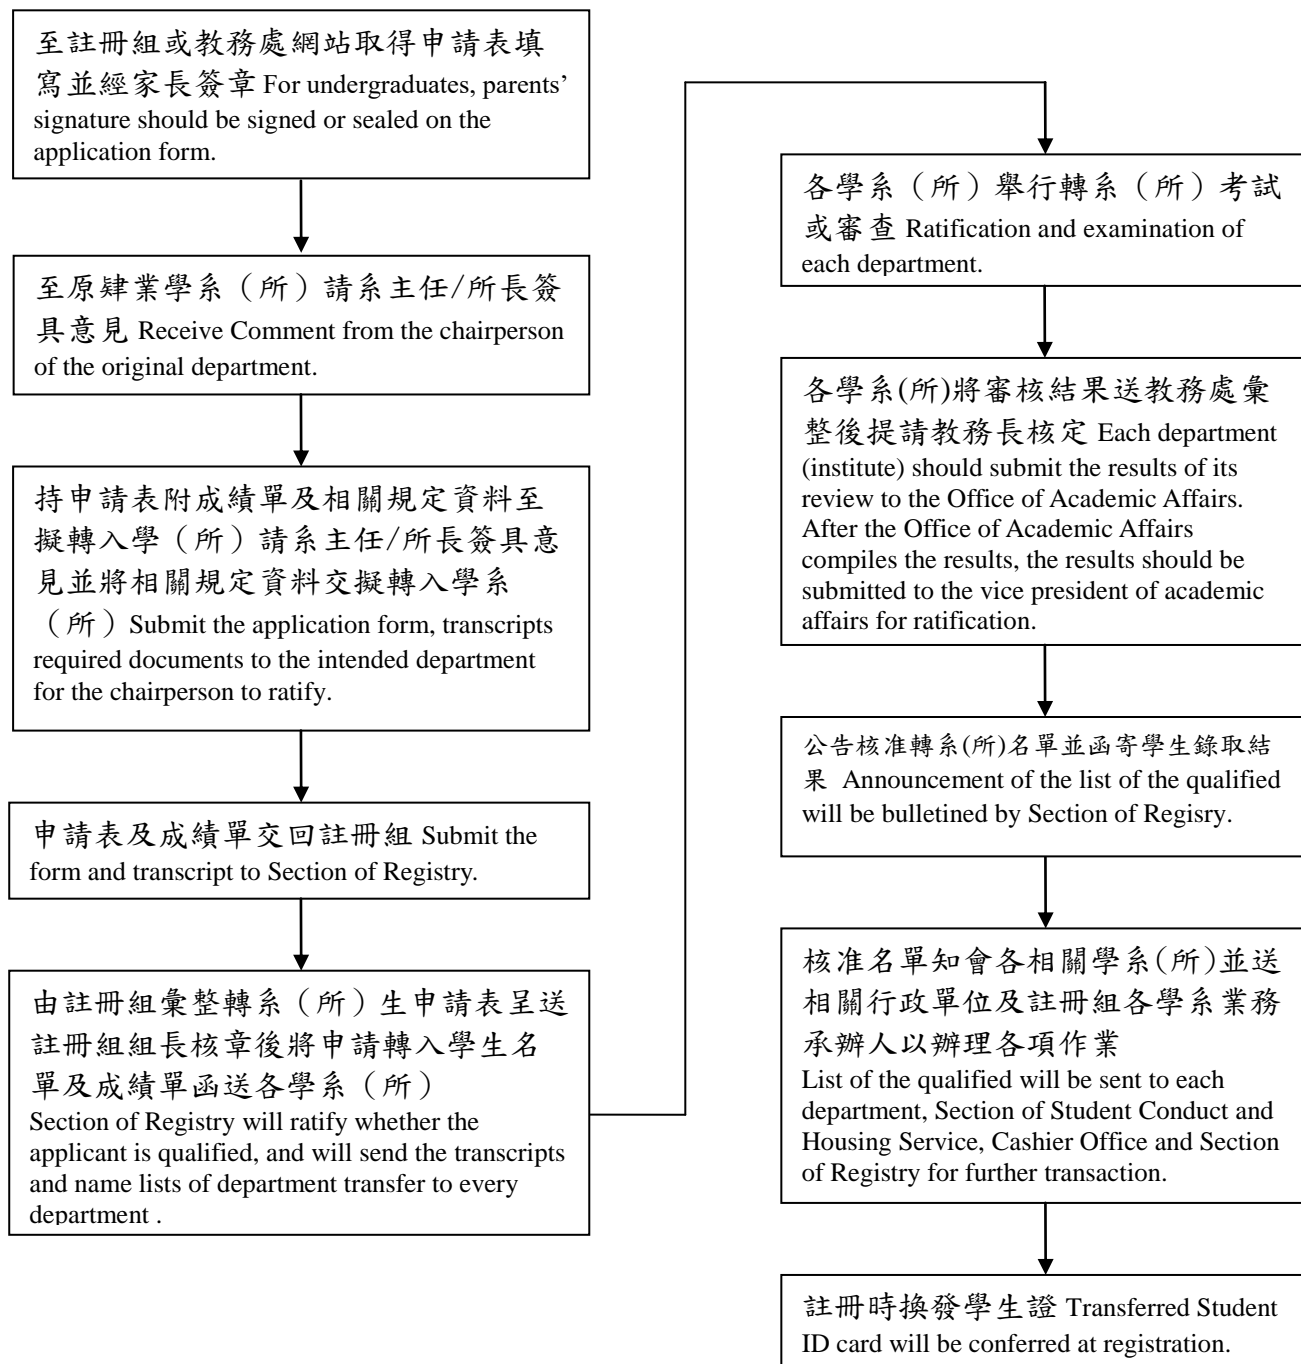 至註冊組或教務處網站取得申請表填
寫並經家長簽章 For undergraduates, parents’
signature should be signed or sealed on the
application form.
至原肄業學系（所）請系主任/所長簽
具意見 Receive Comment from the chairperson
of the original department.
持申請表附成績單及相關規定資料至
擬轉入學（所）請系主任/所長簽具意
見並將相關規定資料交擬轉入學系
（所）Submit the application form, transcripts
required documents to the intended department
for the chairperson to ratify.
申請表及成績單交回註冊組 Submit the
form and transcript to Section of Registry.
由註冊組彙整轉系（所）生申請表呈送
註冊組組長核章後將申請轉入學生名
單及成績單函送各學系（所）
Section of Registry will ratify whether the
applicant is qualified, and will send the transcripts
and name lists of department transfer to every
department .
各學系（所）舉行轉系（所）考試
或審查 Ratification and examination of
each department.
各學系(所)將審核結果送教務處彙
整後提請教務長核定 Each department
(institute) should submit the results of its
review to the Office of Academic Affairs.
After the Office of Academic Affairs
compiles the results, the results should be
submitted to the vice president of academic
affairs for ratification.
公告核准轉系(所)名單並函寄學生錄取結
果 Announcement of the list of the qualified
will be bulletined by Section of Regisry.
核准名單知會各相關學系(所)並送
相關行政單位及註冊組各學系業務
承辦人以辦理各項作業
List of the qualified will be sent to each
department, Section of Student Conduct and
Housing Service, Cashier Office and Section
of Registry for further transaction.
註冊時換發學生證 Transferred Student
ID card will be conferred at registration.